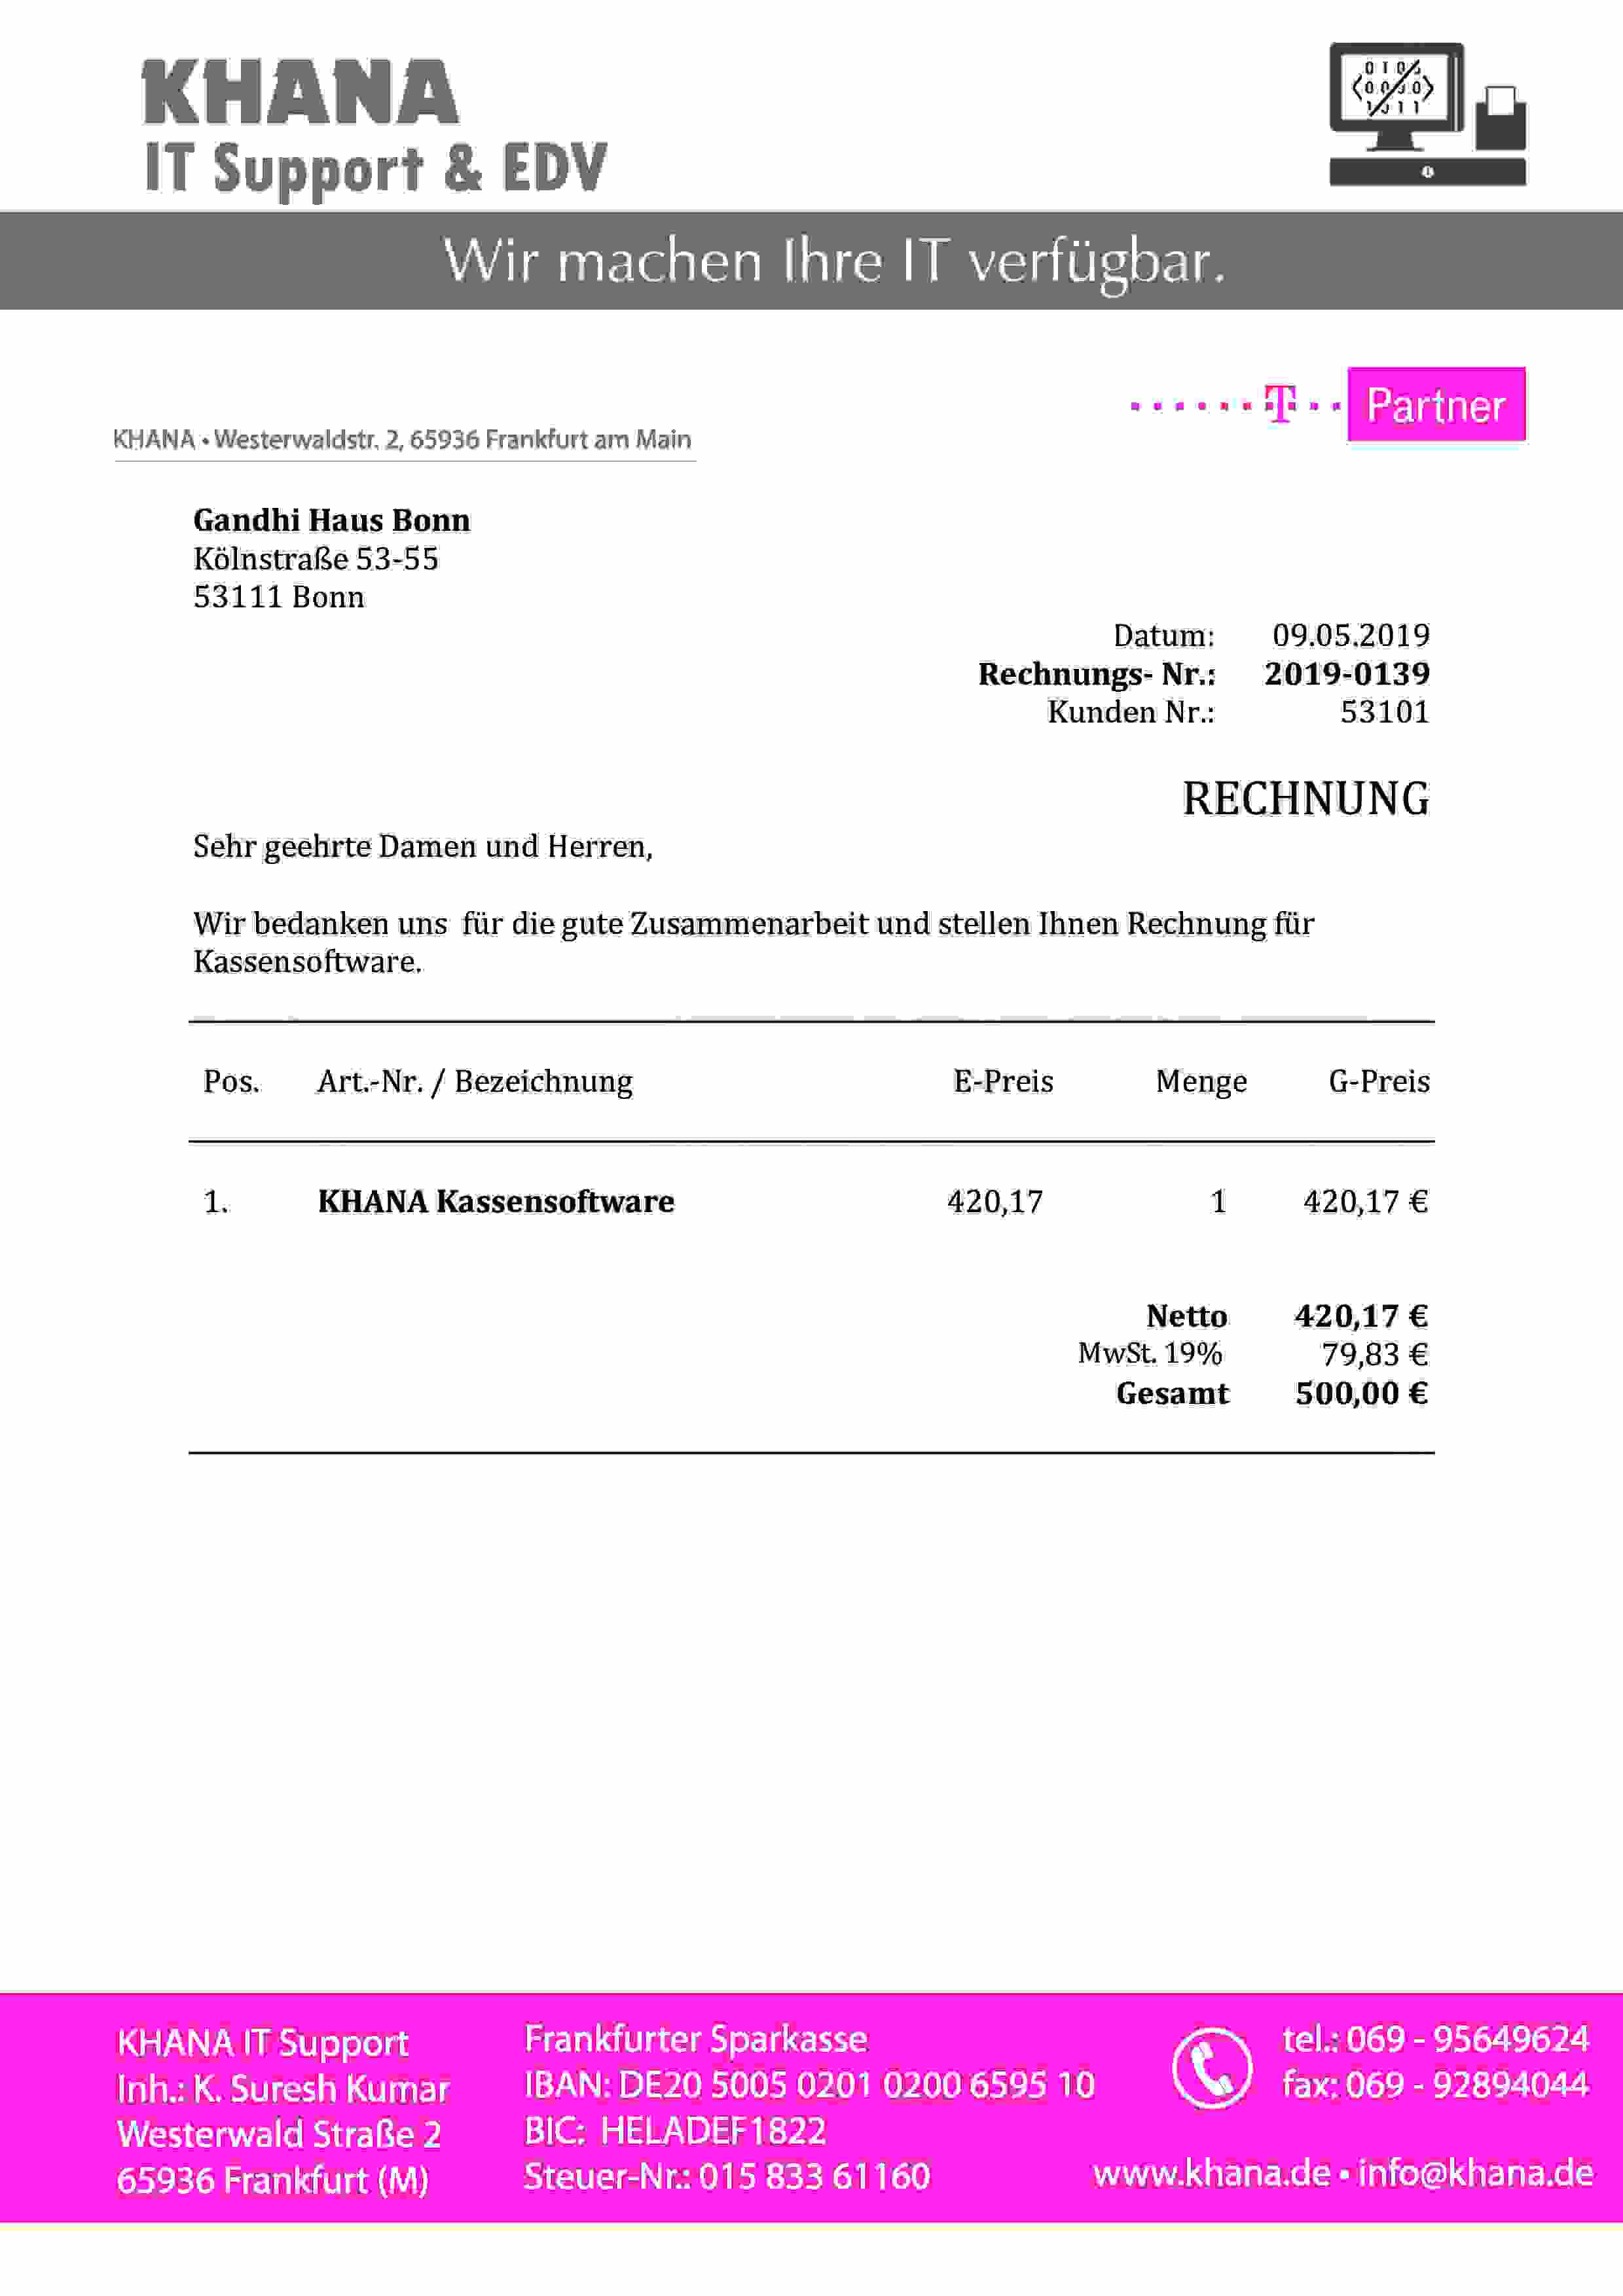 KHANA
IT Support & EDV
Wir machen Ihre IT verfügbar.
T Partner
KHANA • Westerwaldstr. 2, 65936 Frankfurt am Main
Gandhi Haus Bonn
Kölnstraße 53-55
53111 Bonn
Datum: 09.05.2019
Rechnungs- Nr.: 2019-0139
Kunden Nr.: 53101
RECHNUNG
Sehr geehrte Damen und Herren,
Wir bedanken uns für die gute Zusammenarbeit und stellen Ihnen Rechnung für
Kassensoftware.
Pos. Art.-Nr. / Bezeichnung E-Preis Menge G-Preis
1. KHANA Kassensoftware 420,17 1 420,17 €
Netto 420,17 €
MwSt. 19% 79,83 €
Gesamt 500,00 €
KHANA IT Support
Inh.: K. Suresh Kumar
Westerwald Straße 2
65936 Frankfurt (M)
Frankfurter Sparkasse
IBAN: DE20 5005 0201 0200 6595 10
BIC: HELADEF1822
Steuer-Nr.: 015 833 61160
tel.: 069 - 95649624
fax: 069 - 92894044
www.khana.de • info@khana.de